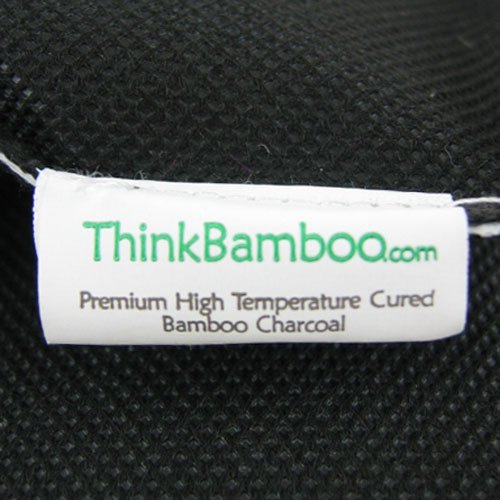 ThinkBamboo.com
Premium High Temperature Cured
Bamboo Charcoal